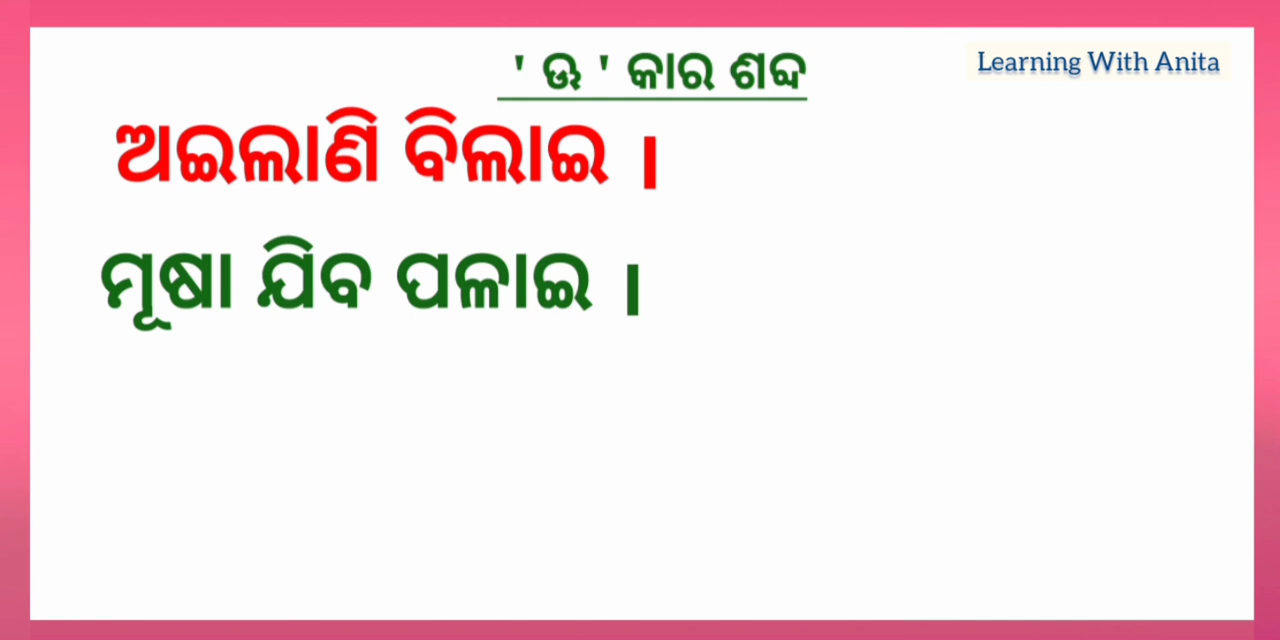 ' ଊ ' କାର ଶବ୍ଦ
Learning With Anita
ଅଇଲାଣି ବିଲାଇ ।
ମୂଷା ଯିବ ପଳାଇ ।